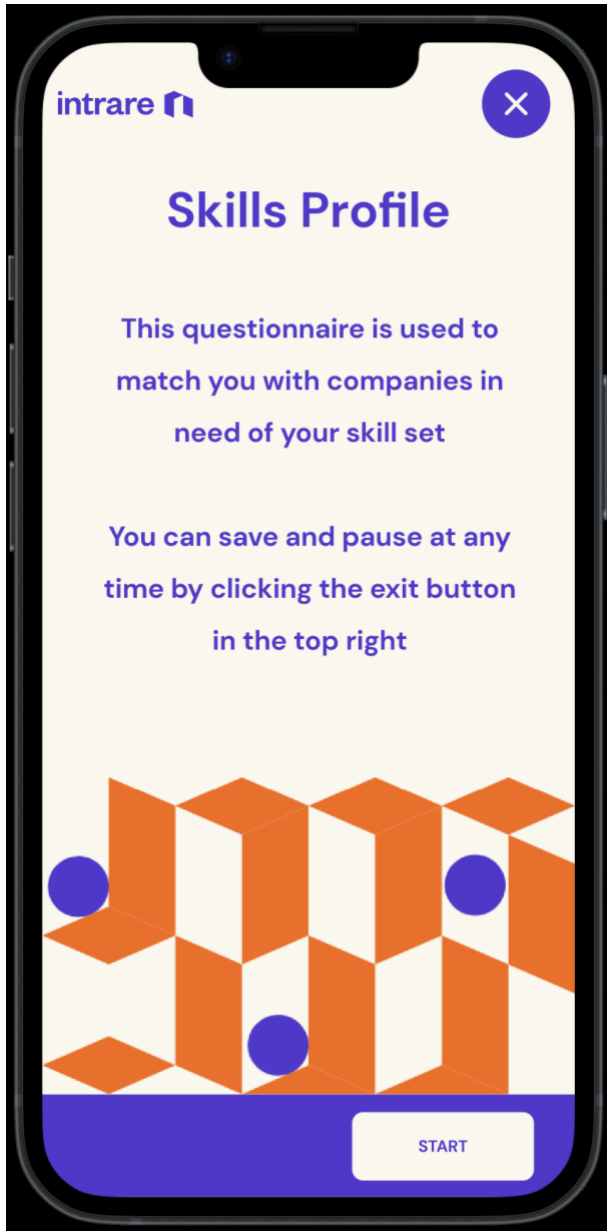 intrare
Skills Profile
This questionnaire is used to
match you with companies in
need of your skill set
You can save and pause at any
time by clicking the exit button
in the top right
START